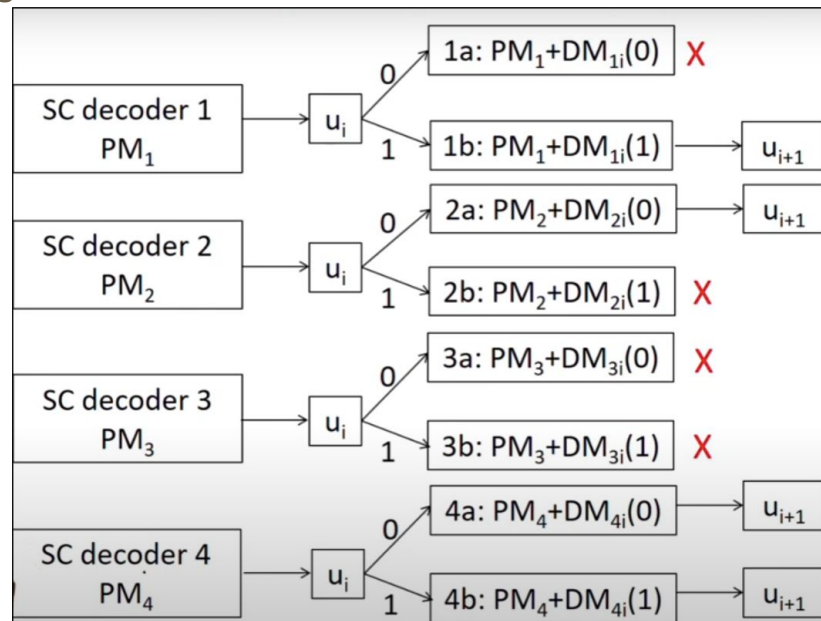 SC decoder 1
PM₁
uᵢ
0
1
1a: PM₁+DM₁ᵢ(0)
X
1b: PM₁+DM₁ᵢ(1)
uᵢ₊₁
SC decoder 2
PM₂
uᵢ
0
1
2a: PM₂+DM₂ᵢ(0)
uᵢ₊₁
2b: PM₂+DM₂ᵢ(1)
X
SC decoder 3
PM₃
uᵢ
0
1
3a: PM₃+DM₃ᵢ(0)
X
3b: PM₃+DM₃ᵢ(1)
X
SC decoder 4
PM₄
uᵢ
0
1
4a: PM₄+DM₄ᵢ(0)
uᵢ₊₁
4b: PM₄+DM₄ᵢ(1)
uᵢ₊₁